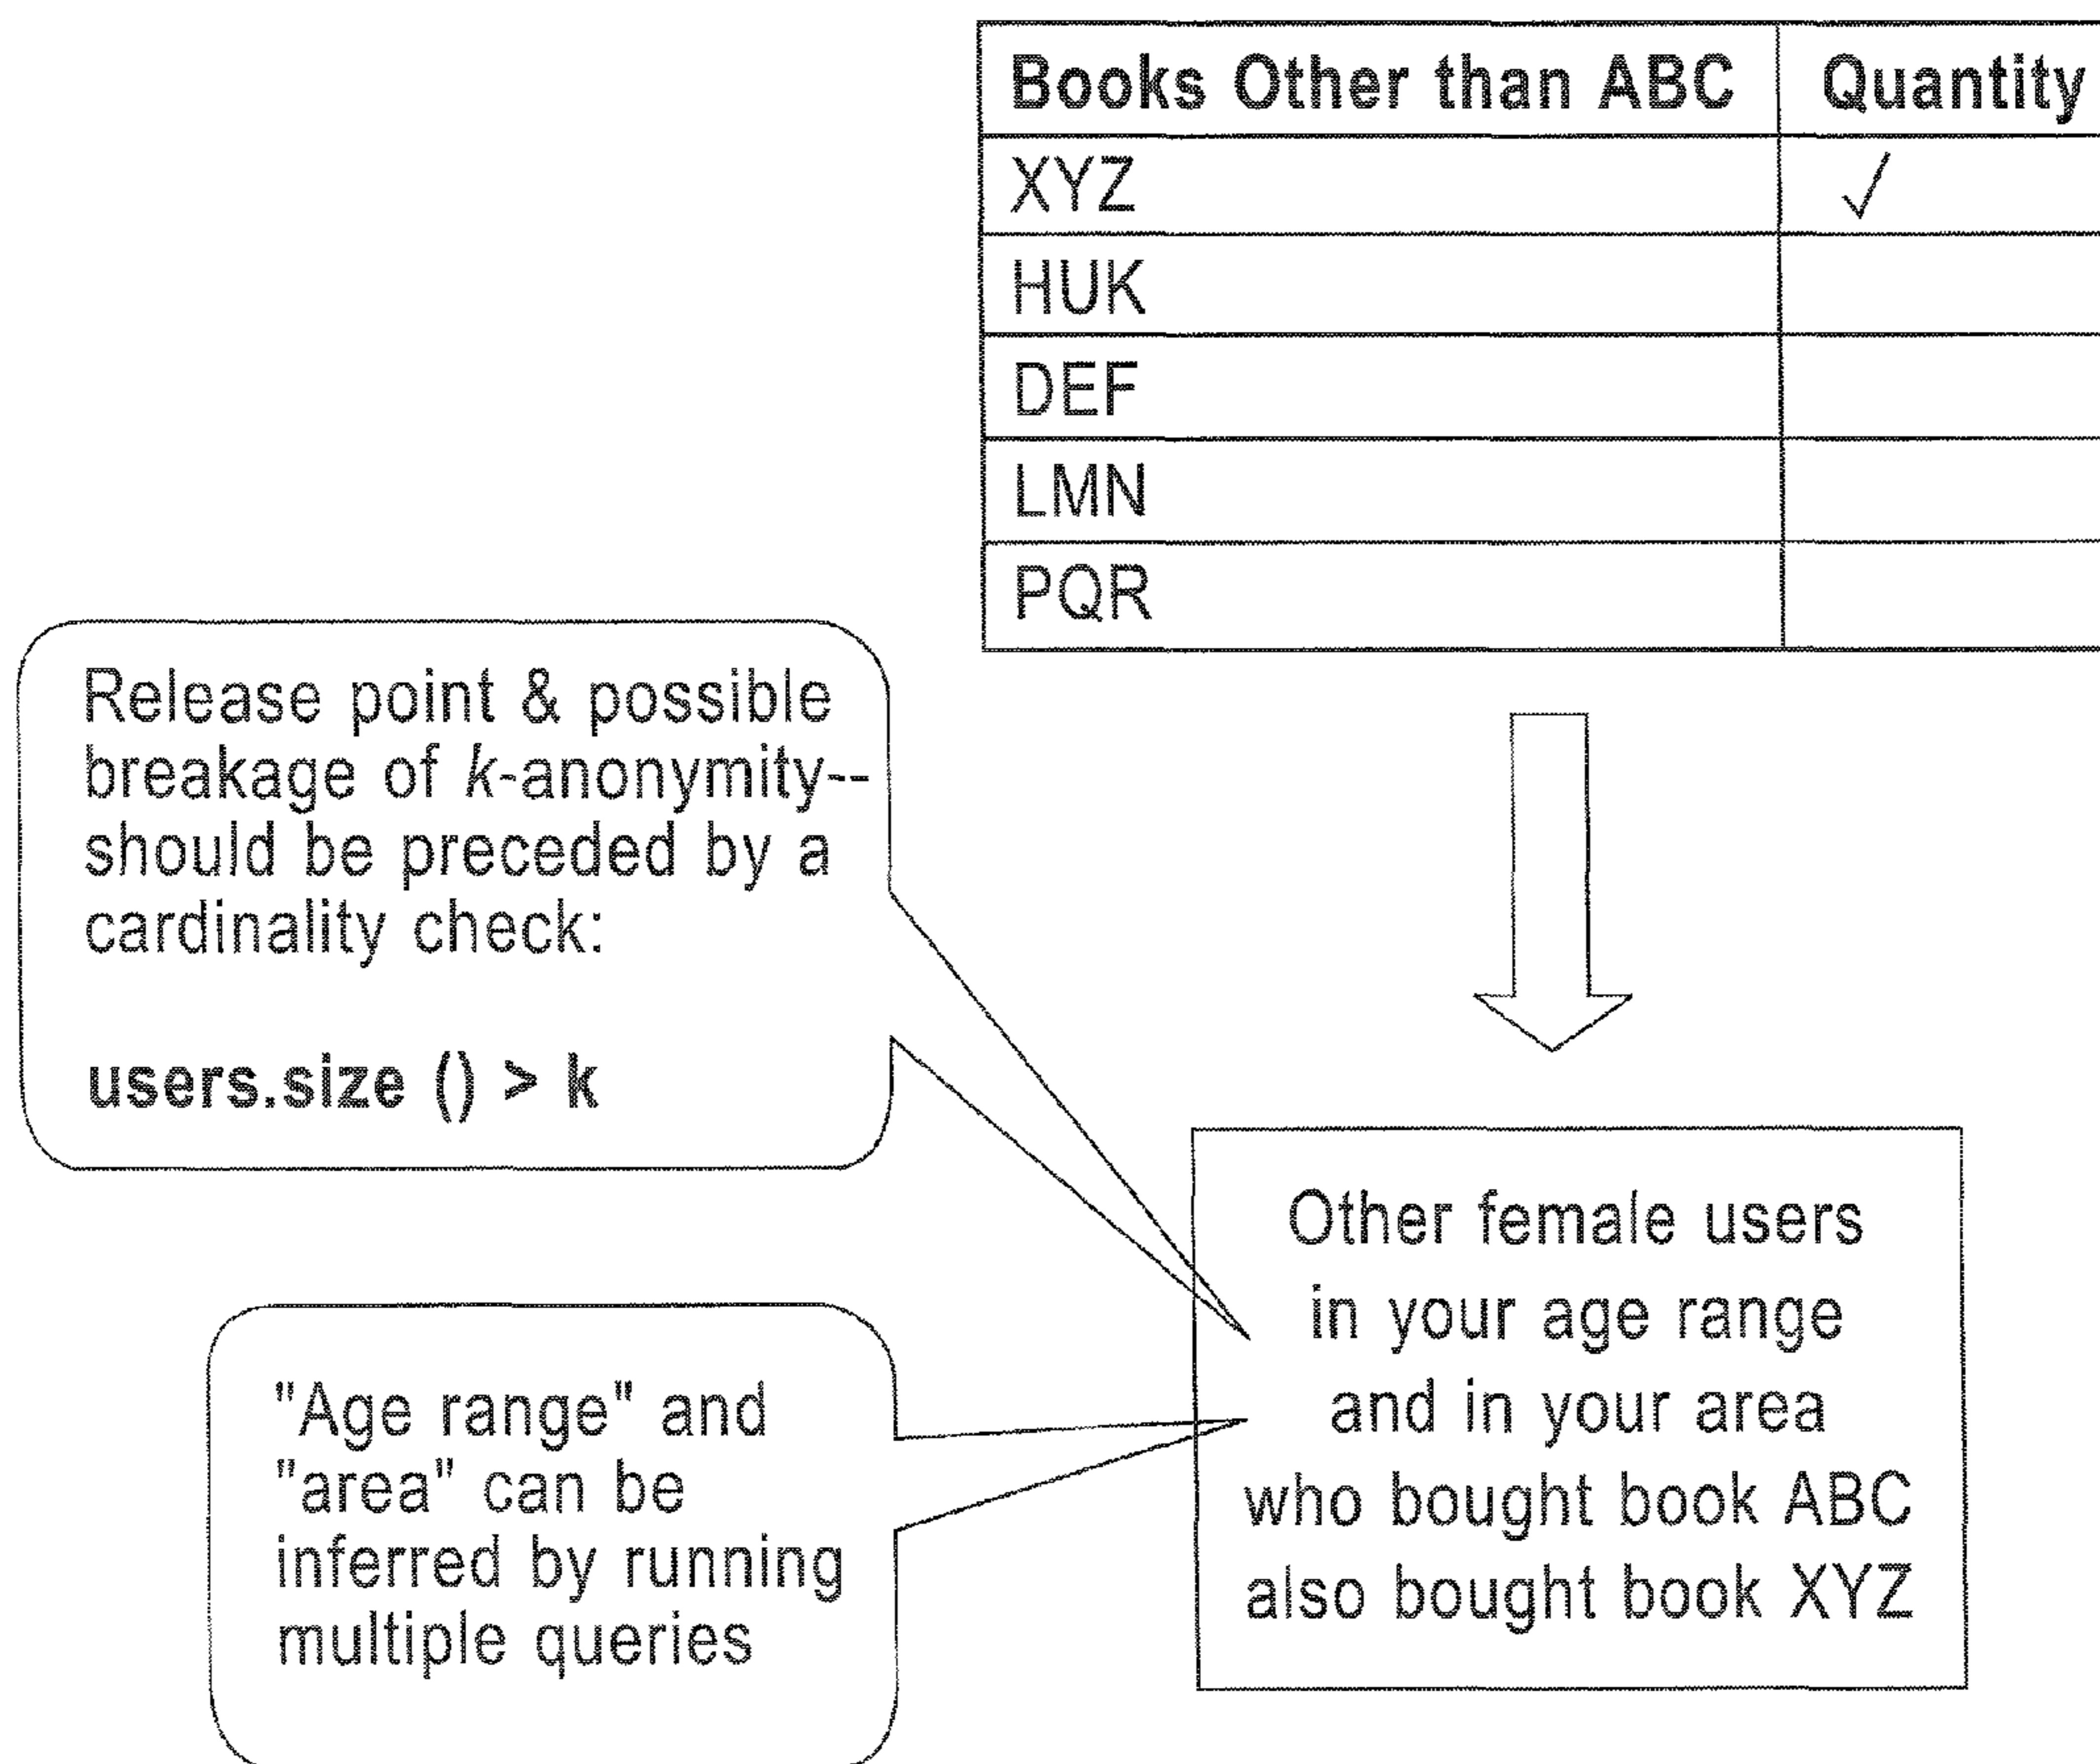 Books Other than ABC Quantity
XYZ √
HUK
DEF
LMN
PQR
Release point & possible
breakage of k-anonymity--
should be preceded by a
cardinality check:
users.size () > k
Other female users
in your age range
and in your area
who bought book ABC
also bought book XYZ
"Age range" and
"area" can be
inferred by running
multiple queries